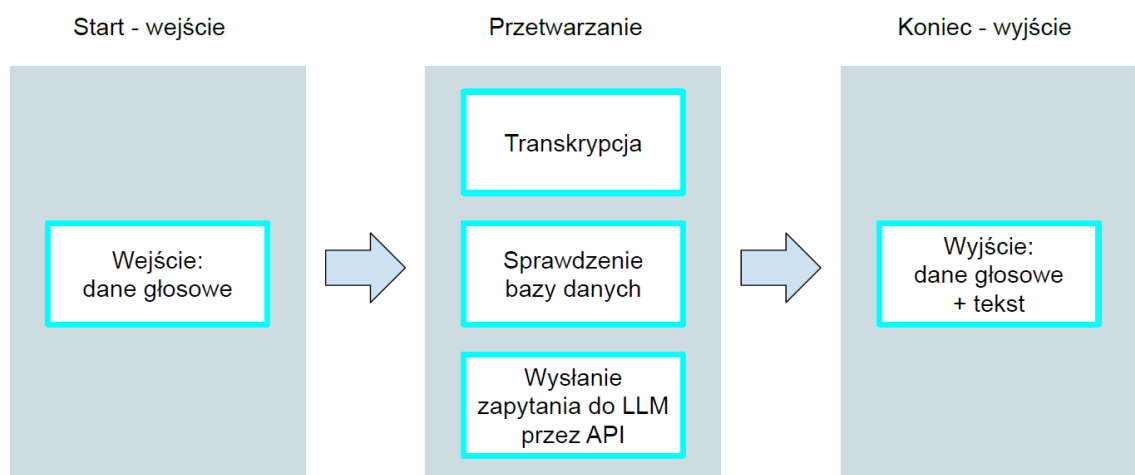 Start - wejście
Przetwarzanie
Koniec - wyjście
Wejście:
dane głosowe
Transkrypcja
Sprawdzenie
bazy danych
Wysłanie
zapytania do LLM
przez API
Wyjście:
dane głosowe
+ tekst